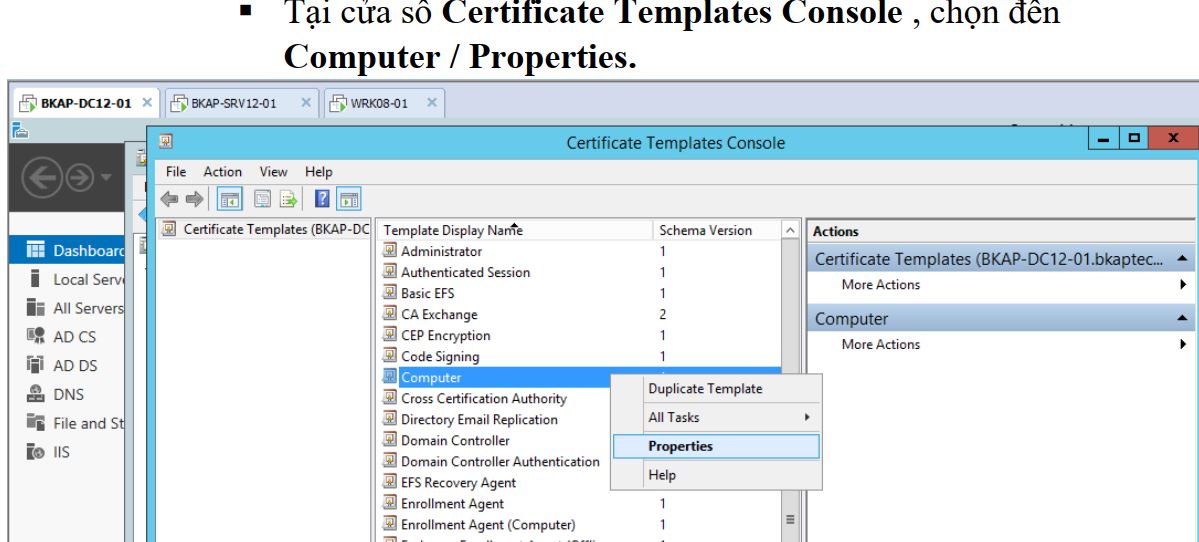 ▪ Tại cửa sổ Certificate Templates Console , chọn đến
Computer / Properties.
BKAP-DC12-01 × BKAP-SRV12-01 × WRK08-01 ×
Certificate Templates Console
File Action View Help
Certificate Templates (BKAP-DC
Template Display Name Schema Version
Administrator 1
Authenticated Session 1
Basic EFS 1
CA Exchange 2
CEP Encryption 1
Code Signing 1
Computer
Cross Certification Authority
Directory Email Replication
Domain Controller
Domain Controller Authentication
EFS Recovery Agent
Enrollment Agent 1
Enrollment Agent (Computer) 1
Duplicate Template
All Tasks
Properties
Help
Actions
Certificate Templates (BKAP-DC12-01.bkaptec...
More Actions
Computer
More Actions
Dashboard
Local Serve
All Servers
AD CS
AD DS
DNS
File and St
IIS